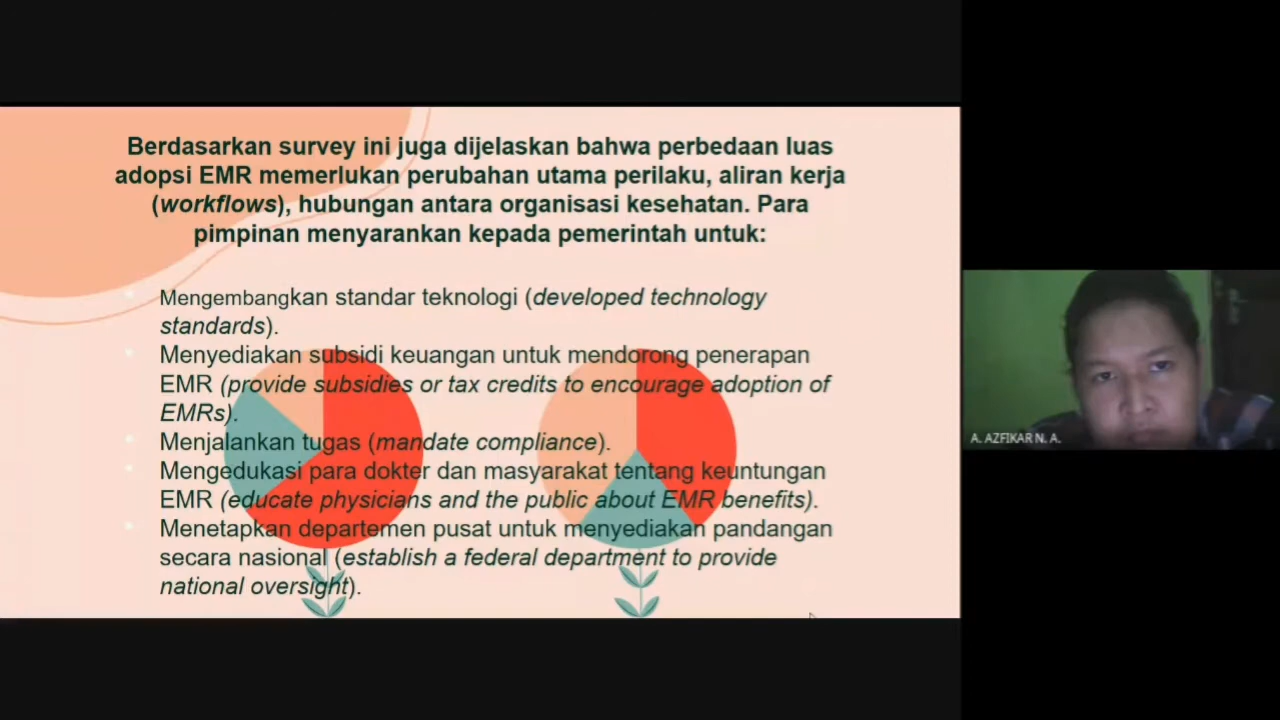 Berdasarkan survey ini juga dijelaskan bahwa perbedaan luas
adopsi EMR memerlukan perubahan utama perilaku, aliran kerja
(workflows), hubungan antara organisasi kesehatan. Para
pimpinan menyarankan kepada pemerintah untuk:
Mengembangkan standar teknologi (developed technology
standards).
Menyediakan subsidi keuangan untuk mendorong penerapan
EMR (provide subsidies or tax credits to encourage adoption of
EMRs).
Menjalankan tugas (mandate compliance).
Mengedukasi para dokter dan masyarakat tentang keuntungan
EMR (educate physicians and the public about EMR benefits).
Menetapkan departemen pusat untuk menyediakan pandangan
secara nasional (establish a federal department to provide
national oversight).
A. AZFIKAR N. A.